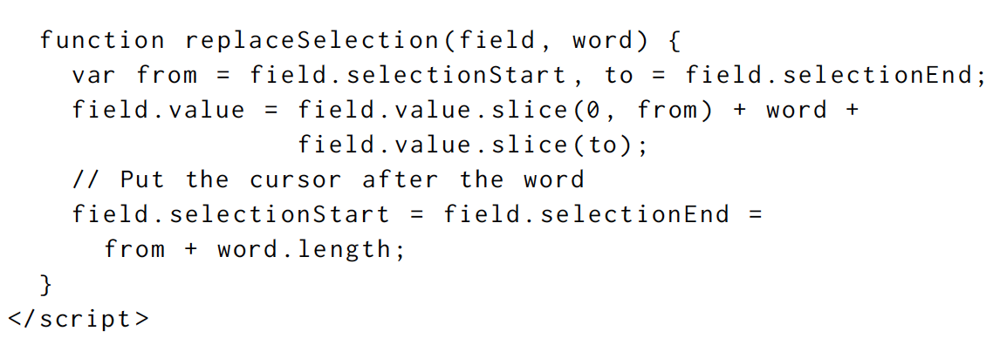 function replaceSelection(field, word) {
var from = field.selectionStart, to = field.selectionEnd;
field.value = field.value.slice(0, from) + word +
field.value.slice(to);
// Put the cursor after the word
field.selectionStart = field.selectionEnd =
from + word.length;
}
</script>